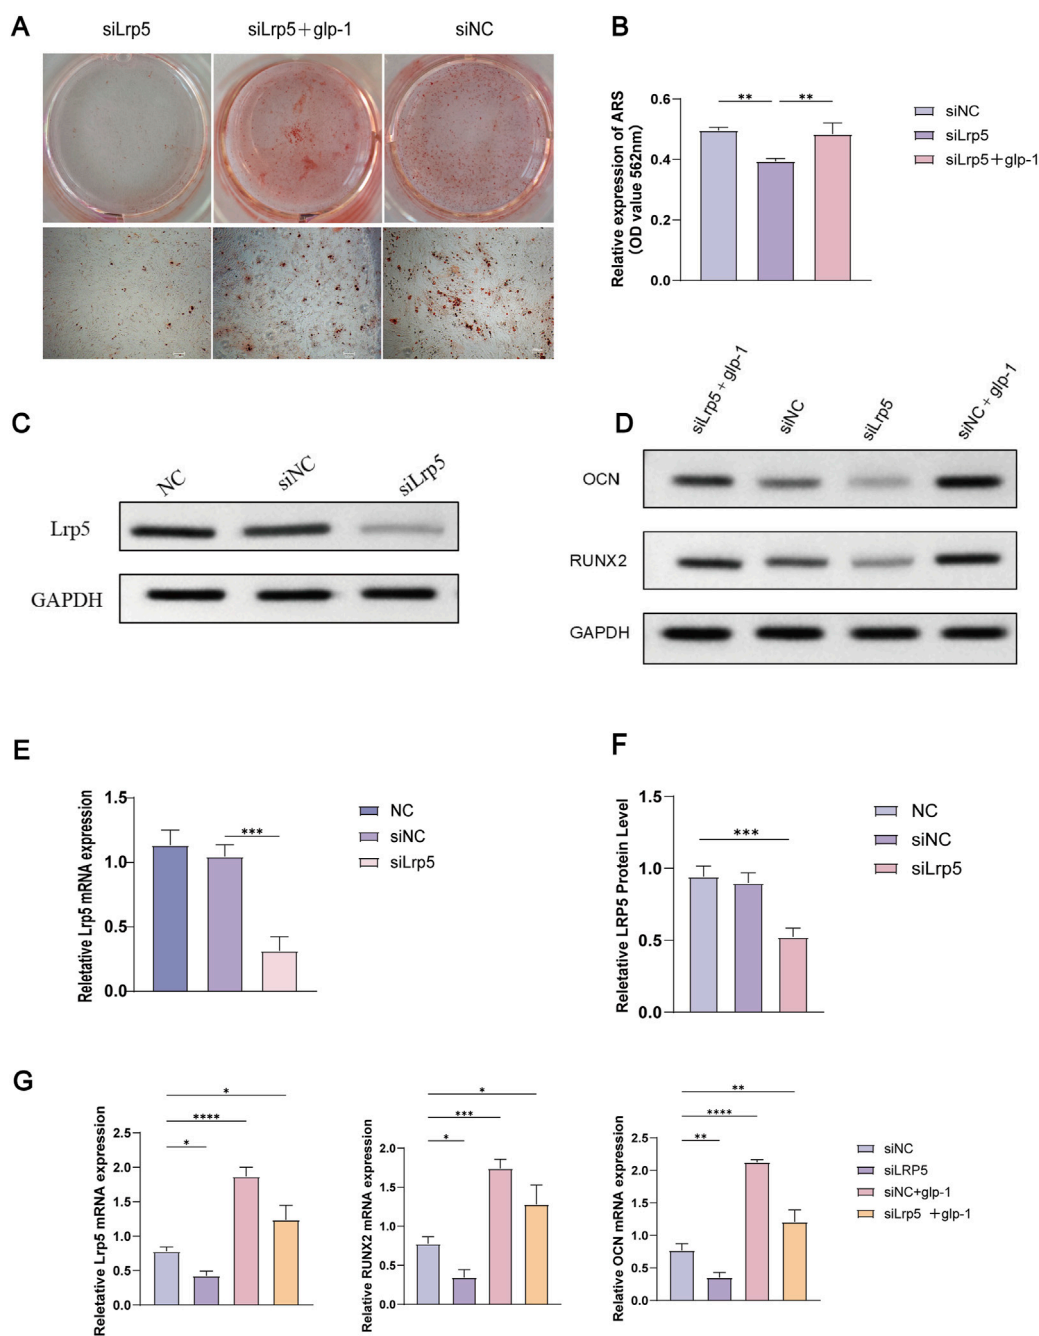 A
siLrp5
siLrp5+glp-1
siNC
B
Relative expression of ARS
(OD value 562nm)
0.6
0.4
0.2
0.0
**
**
siNC
siLrp5
siLrp5+glp-1
C
NC
siNC
siLrp5
Lrp5
GAPDH
D
siLrp5+glp-1
siNC
siLrp5
siNC+glp-1
OCN
RUNX2
GAPDH
E
Reletative Lrp5 mRNA expression
1.5
1.0
0.5
0.0
***
NC
siNC
siLrp5
F
Reletative LRP5 Protein Level
1.5
1.0
0.5
0.0
***
NC
siNC
siLrp5
G
Reletative Lrp5 mRNA expression
2.5
2.0
1.5
1.0
0.5
0.0
*
****
*
Relative RUNX2 mRNA expression
2.0
1.5
1.0
0.5
0.0
*
***
*
Relative OCN mRNA expression
2.5
2.0
1.5
1.0
0.5
0.0
**
****
**
siNC
siLRP5
siNC+glp-1
siLrp5 +glp-1